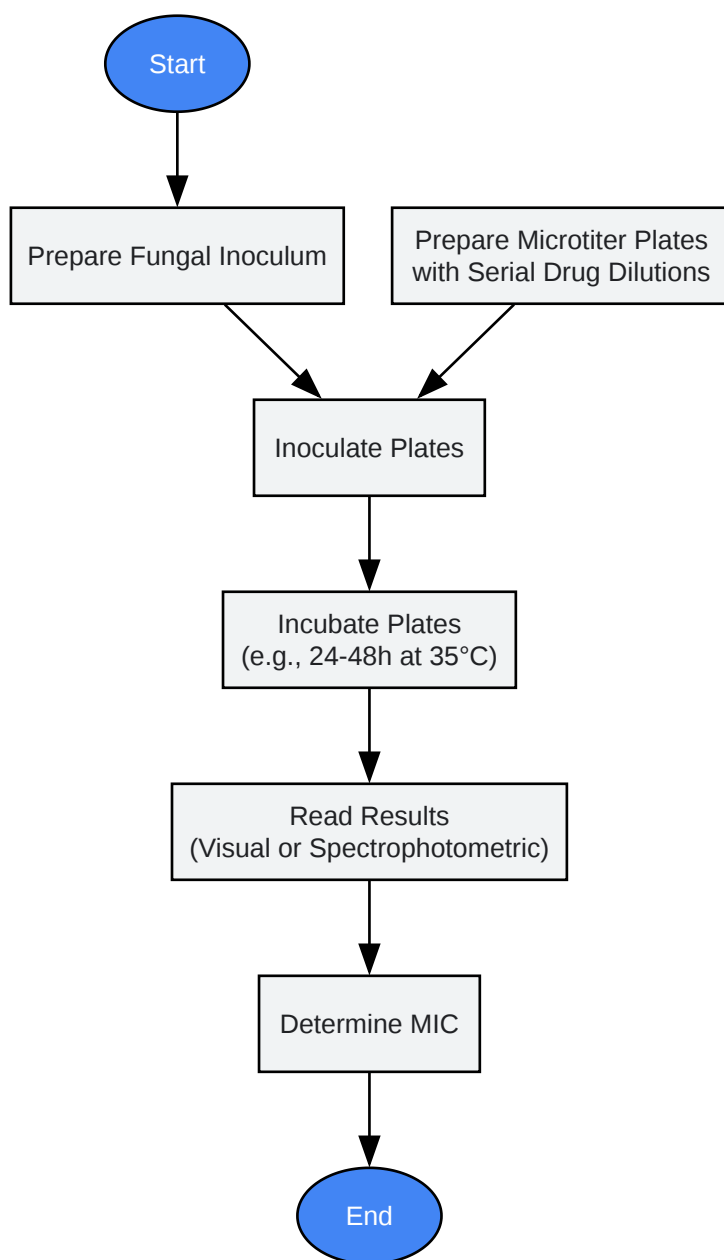 Start
Prepare Fungal Inoculum
Prepare Microtiter Plates
with Serial Drug Dilutions
Inoculate Plates
Incubate Plates
(e.g., 24-48h at 35°C)
Read Results
(Visual or Spectrophotometric)
Determine MIC
End